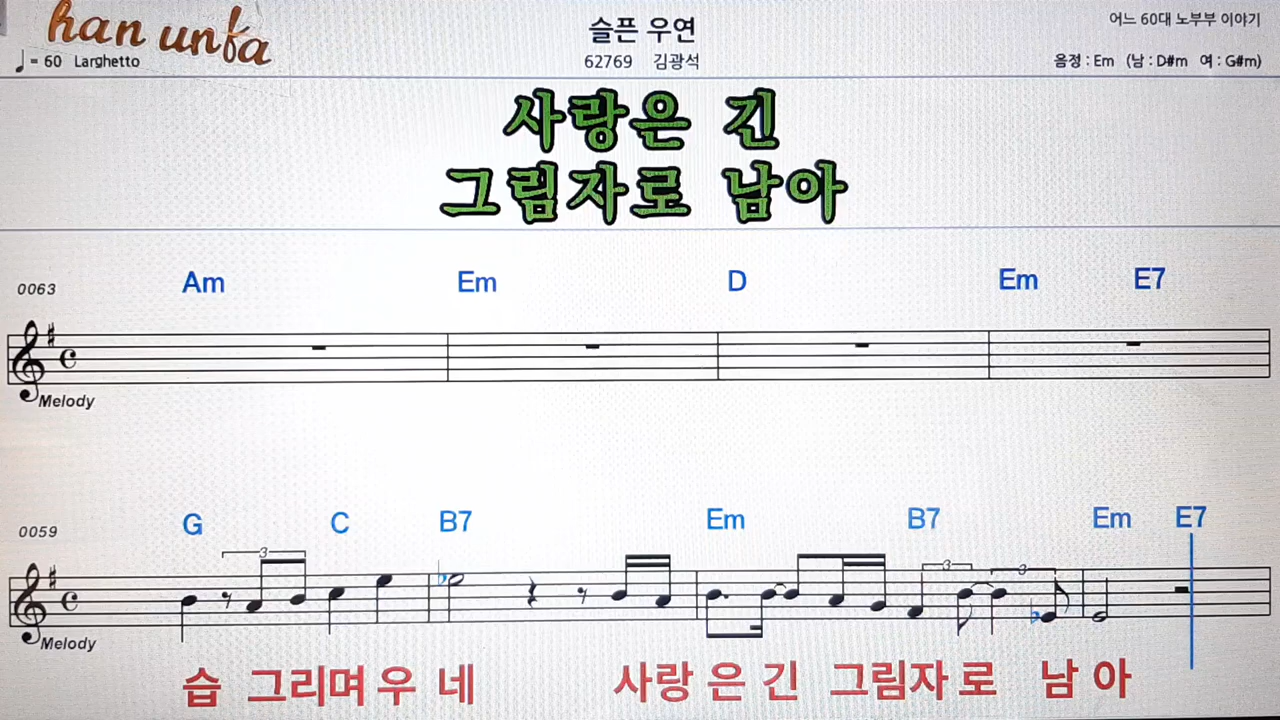 han unfa
♩ = 60 Larghetto
슬픈 우연
62769 김광석
어느 60대 노부부 이야기
음정 : Em (남 : D#m 여 : G#m)
사랑은 긴
그림자로 남아
0063
Am Em D Em E7
Melody
0059
G C B7 Em B7 Em E7
3 3 3
Melody
습 그리며 우 네 사랑 은 긴 그림자 로 남 아